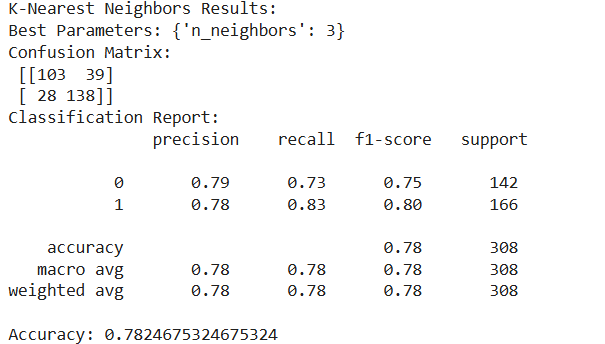 K-Nearest Neighbors Results:
Best Parameters: {'n_neighbors': 3}
Confusion Matrix:
 [[103  39]
 [ 28 138]]
Classification Report:
              precision    recall  f1-score   support

           0       0.79      0.73      0.75       142
           1       0.78      0.83      0.80       166

    accuracy                           0.78       308
   macro avg       0.78      0.78      0.78       308
weighted avg       0.78      0.78      0.78       308

Accuracy: 0.7824675324675324